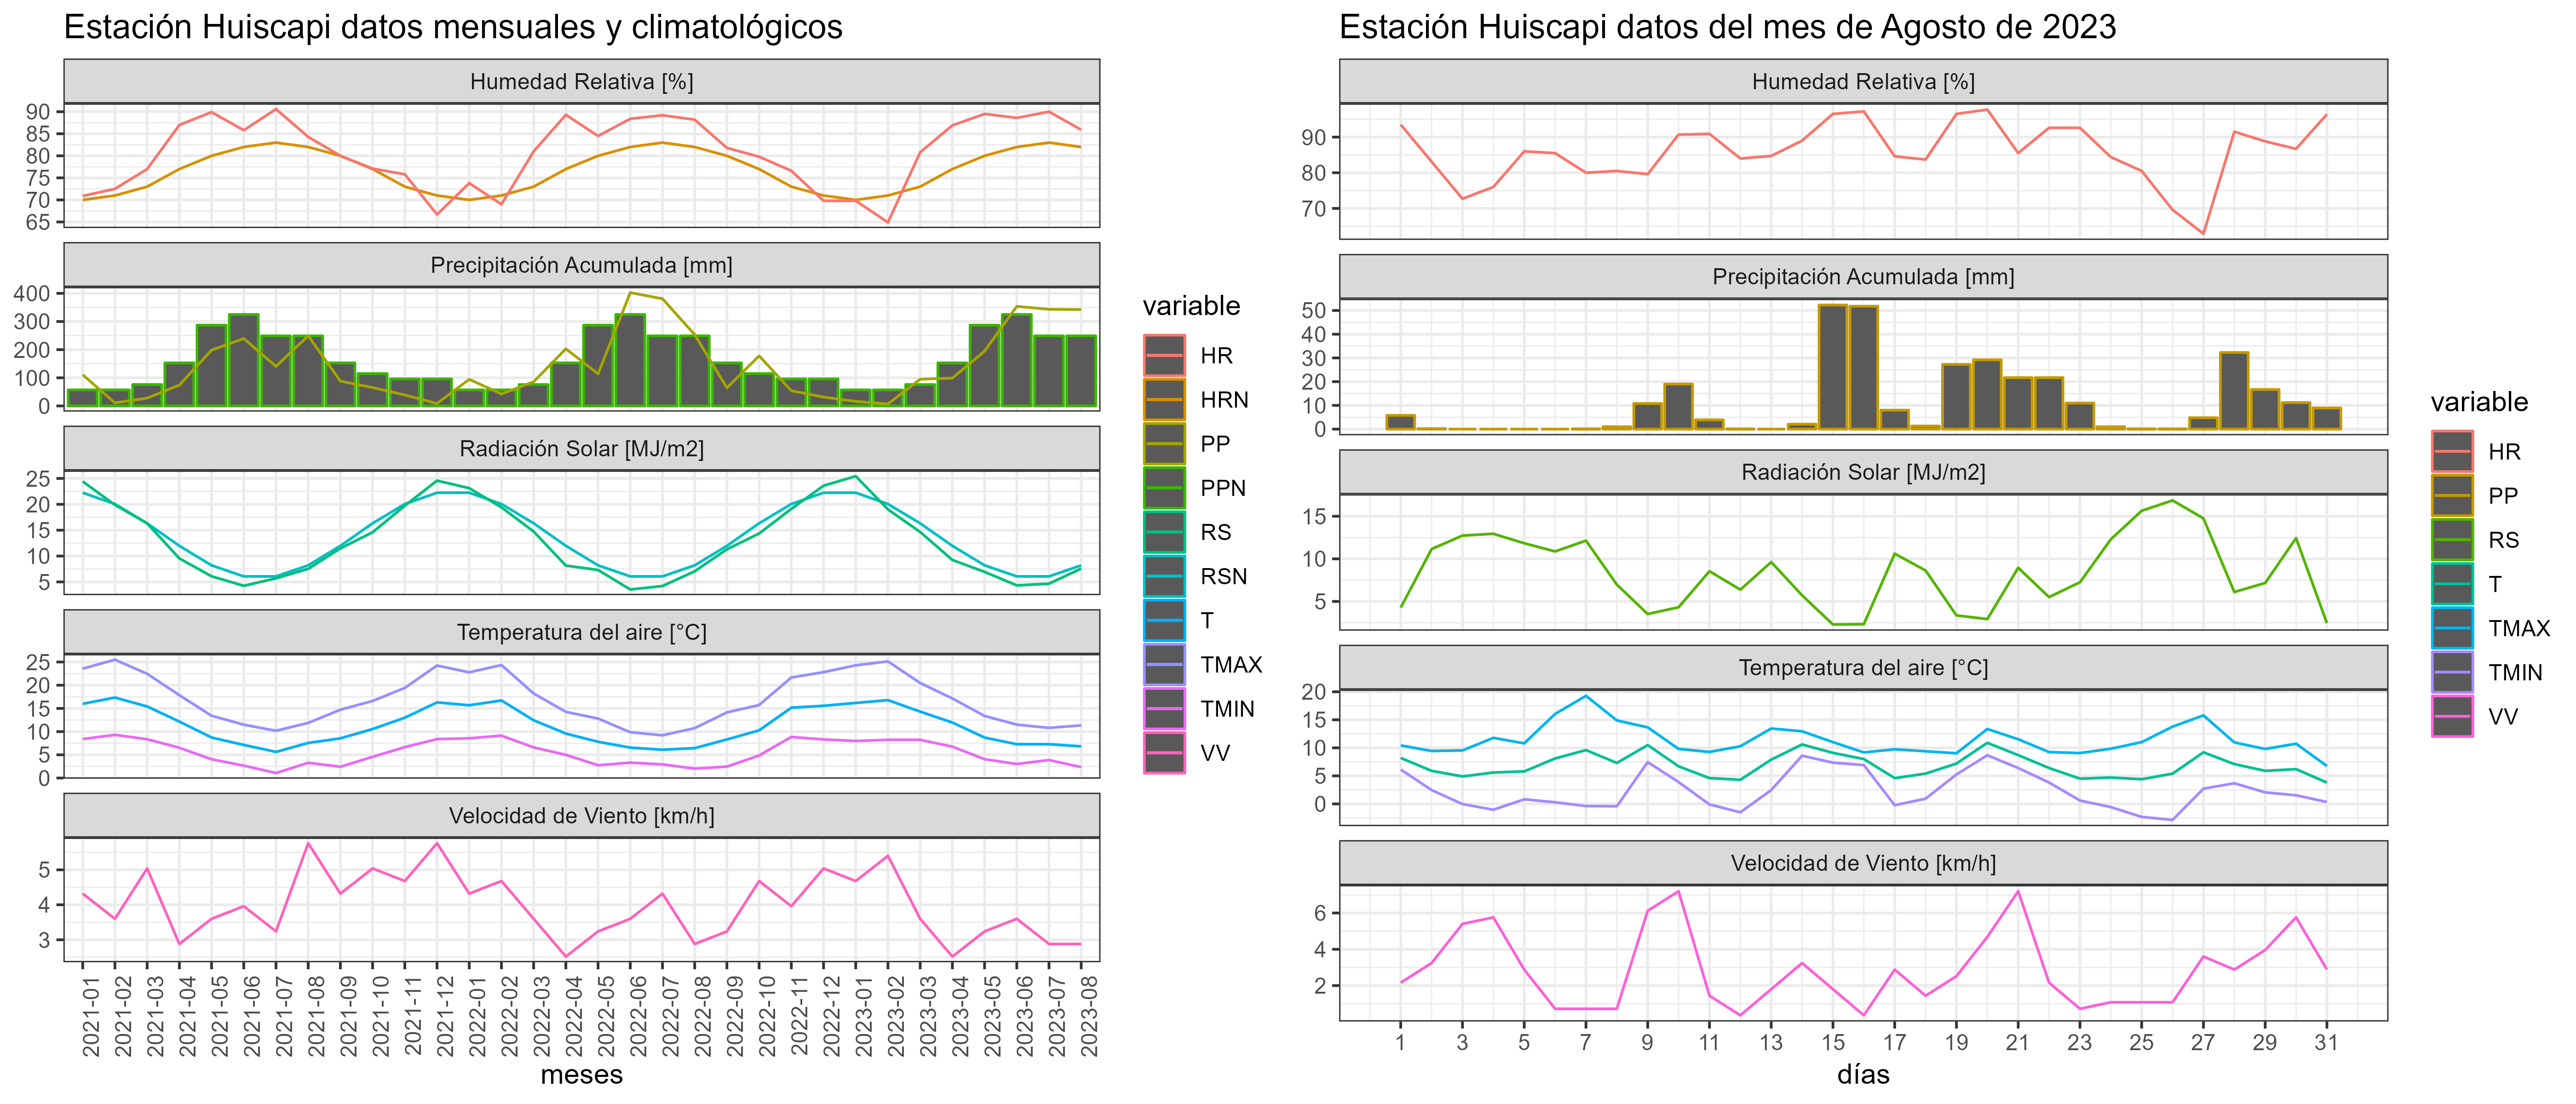 Estación Huiscapi datos mensuales y climatológicos
Humedad Relativa [%]
90
85
80
75
70
65
Precipitación Acumulada [mm]
400
300
200
100
0
Radiación Solar [MJ/m2]
25
20
15
10
5
Temperatura del aire [°C]
25
20
15
10
5
0
Velocidad de Viento [km/h]
5
4
3
2021-01
2021-02
2021-03
2021-04
2021-05
2021-06
2021-07
2021-08
2021-09
2021-10
2021-11
2021-12
2022-01
2022-02
2022-03
2022-04
2022-05
2022-06
2022-07
2022-08
2022-09
2022-10
2022-11
2022-12
2023-01
2023-02
2023-03
2023-04
2023-05
2023-06
2023-07
2023-08
meses
variable
HR
HRN
PP
PPN
RS
RSN
T
TMAX
TMIN
VV
Estación Huiscapi datos del mes de Agosto de 2023
Humedad Relativa [%]
90
80
70
Precipitación Acumulada [mm]
50
40
30
20
10
0
Radiación Solar [MJ/m2]
15
10
5
Temperatura del aire [°C]
20
15
10
5
0
Velocidad de Viento [km/h]
6
4
2
1 3 5 7 9 11 13 15 17 19 21 23 25 27 29 31
días
variable
HR
PP
RS
T
TMAX
TMIN
VV